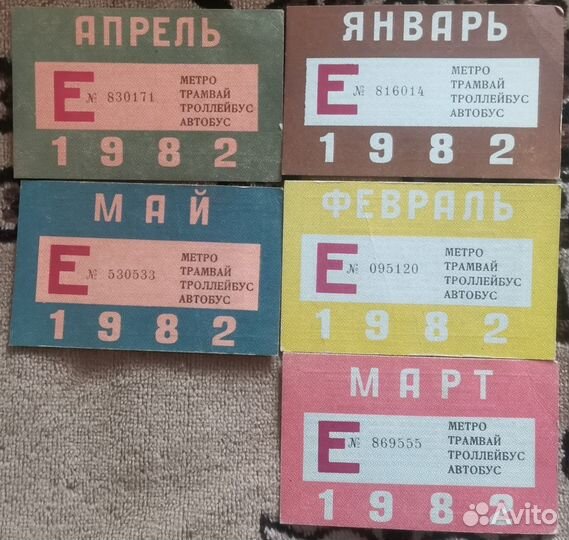 АПРЕЛЬ
Е № 830171
МЕТРО
ТРАМВАЙ
ТРОЛЛЕЙБУС
АВТОБУС
1982
ЯНВАРЬ
Е № 816014
МЕТРО
ТРАМВАЙ
ТРОЛЛЕЙБУС
АВТОБУС
1982
МАЙ
Е № 530533
МЕТРО
ТРАМВАЙ
ТРОЛЛЕЙБУС
АВТОБУС
1982
ФЕВРАЛЬ
Е № 095120
МЕТРО
ТРАМВАЙ
ТРОЛЛЕЙБУС
АВТОБУС
1982
МАРТ
Е № 869555
МЕТРО
ТРАМВАЙ
ТРОЛЛЕЙБУС
АВТОБУС
1982
Avito